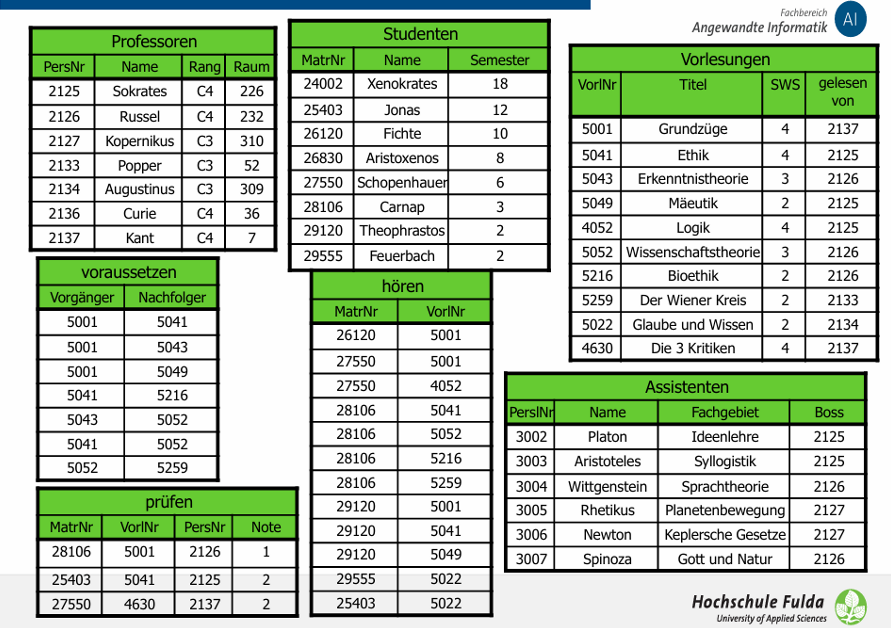 Fachbereich
Angewandte Informatik
AI
Professoren
PersNr Name Rang Raum
2125 Sokrates C4 226
2126 Russel C4 232
2127 Kopernikus C3 310
2133 Popper C3 52
2134 Augustinus C3 309
2136 Curie C4 36
2137 Kant C4 7
Studenten
MatrNr Name Semester
24002 Xenokrates 18
25403 Jonas 12
26120 Fichte 10
26830 Aristoxenos 8
27550 Schopenhauer 6
28106 Carnap 3
29120 Theophrastos 2
29555 Feuerbach 2
Vorlesungen
VorlNr Titel SWS gelesen
von
5001 Grundzüge 4 2137
5041 Ethik 4 2125
5043 Erkenntnistheorie 3 2126
5049 Mäeutik 2 2125
4052 Logik 4 2125
5052 Wissenschaftstheorie 3 2126
5216 Bioethik 2 2126
5259 Der Wiener Kreis 2 2133
5022 Glaube und Wissen 2 2134
4630 Die 3 Kritiken 4 2137
voraussetzen
Vorgänger Nachfolger
5001 5041
5001 5043
5001 5049
5041 5216
5043 5052
5041 5052
5052 5259
hören
MatrNr VorlNr
26120 5001
27550 5001
27550 4052
28106 5041
28106 5052
28106 5216
28106 5259
29120 5001
29120 5041
29120 5049
29555 5022
25403 5022
Assistenten
PerslNr Name Fachgebiet Boss
3002 Platon Ideenlehre 2125
3003 Aristoteles Syllogistik 2125
3004 Wittgenstein Sprachtheorie 2126
3005 Rhetikus Planetenbewegung 2127
3006 Newton Keplersche Gesetze 2127
3007 Spinoza Gott und Natur 2126
prüfen
MatrNr VorlNr PersNr Note
28106 5001 2126 1
25403 5041 2125 2
27550 4630 2137 2
Hochschule Fulda
University of Applied Sciences